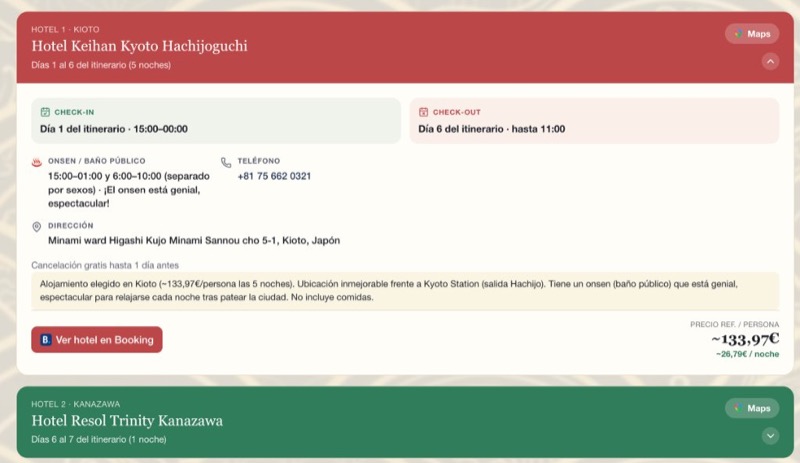 HOTEL 1 · KIOTO
Hotel Keihan Kyoto Hachijoguchi
Días 1 al 6 del itinerario (5 noches)
Maps
CHECK-IN
Día 1 del itinerario · 15:00–00:00
CHECK-OUT
Día 6 del itinerario · hasta 11:00
ONSEN / BAÑO PÚBLICO
15:00–01:00 y 6:00–10:00 (separado
por sexos) · ¡El onsen está genial,
espectacular!
TELÉFONO
+81 75 662 0321
DIRECCIÓN
Minami ward Higashi Kujo Minami Sannou cho 5-1, Kioto, Japón
Cancelación gratis hasta 1 día antes
Alojamiento elegido en Kioto (~133,97€/persona las 5 noches). Ubicación inmejorable frente a Kyoto Station (salida Hachijo). Tiene un onsen (baño público) que está genial,
espectacular para relajarse cada noche tras patear la ciudad. No incluye comidas.
B. Ver hotel en Booking
PRECIO REF. / PERSONA
~133,97€
~26,79€ / noche
HOTEL 2 · KANAZAWA
Hotel Resol Trinity Kanazawa
Días 6 al 7 del itinerario (1 noche)
Maps